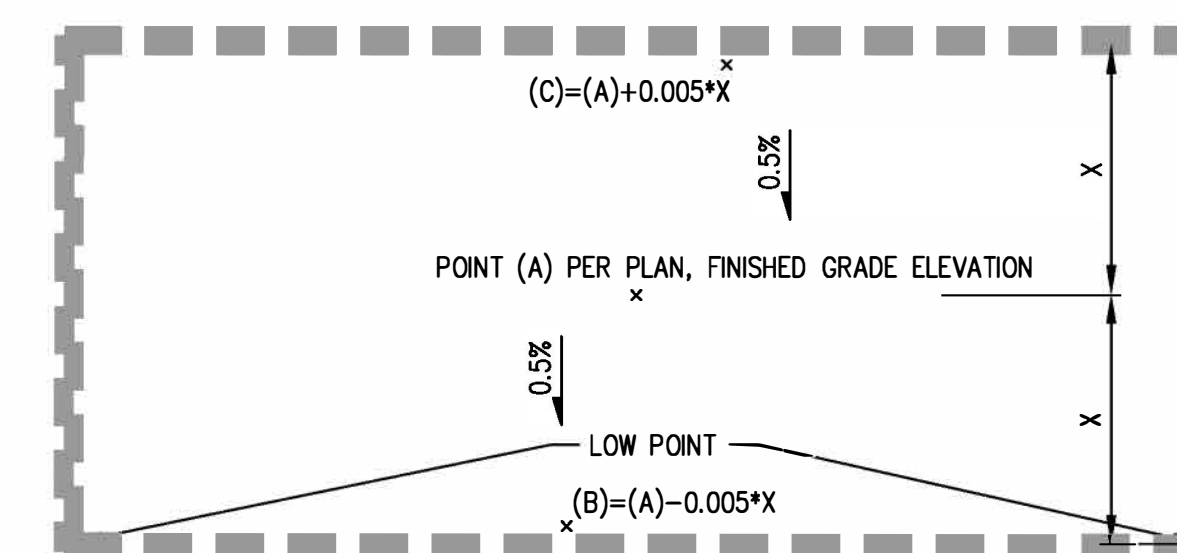 ×
(C)=(A)+0.005*X
0.5%
X
POINT (A) PER PLAN, FINISHED GRADE ELEVATION
×
0.5%
X
LOW POINT
(B)=(A)-0.005*X
×